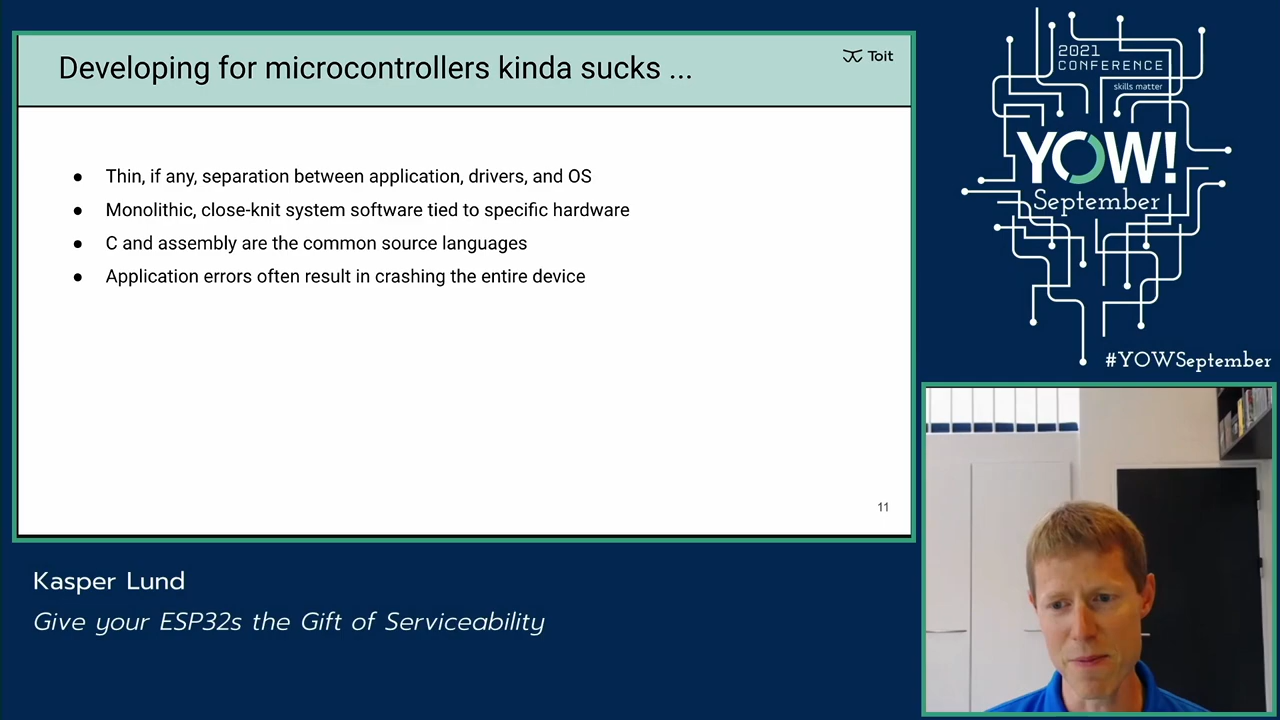 Developing for microcontrollers kinda sucks ...
Toit
● Thin, if any, separation between application, drivers, and OS
● Monolithic, close-knit system software tied to specific hardware
● C and assembly are the common source languages
● Application errors often result in crashing the entire device
11
2021
CONFERENCE
skills matter
YOW!
September
#YOWSeptember
Kasper Lund
Give your ESP32s the Gift of Serviceability